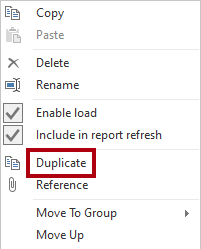 Copy
Paste
Delete
Rename
Enable load
Include in report refresh
Duplicate
Reference
Move To Group
Move Up